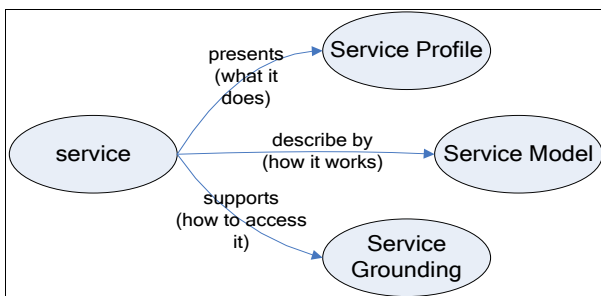 presents
(what it
does)
Service Profile
service
describe by
(how it works)
Service Model
supports
(how to access
it)
Service
Grounding